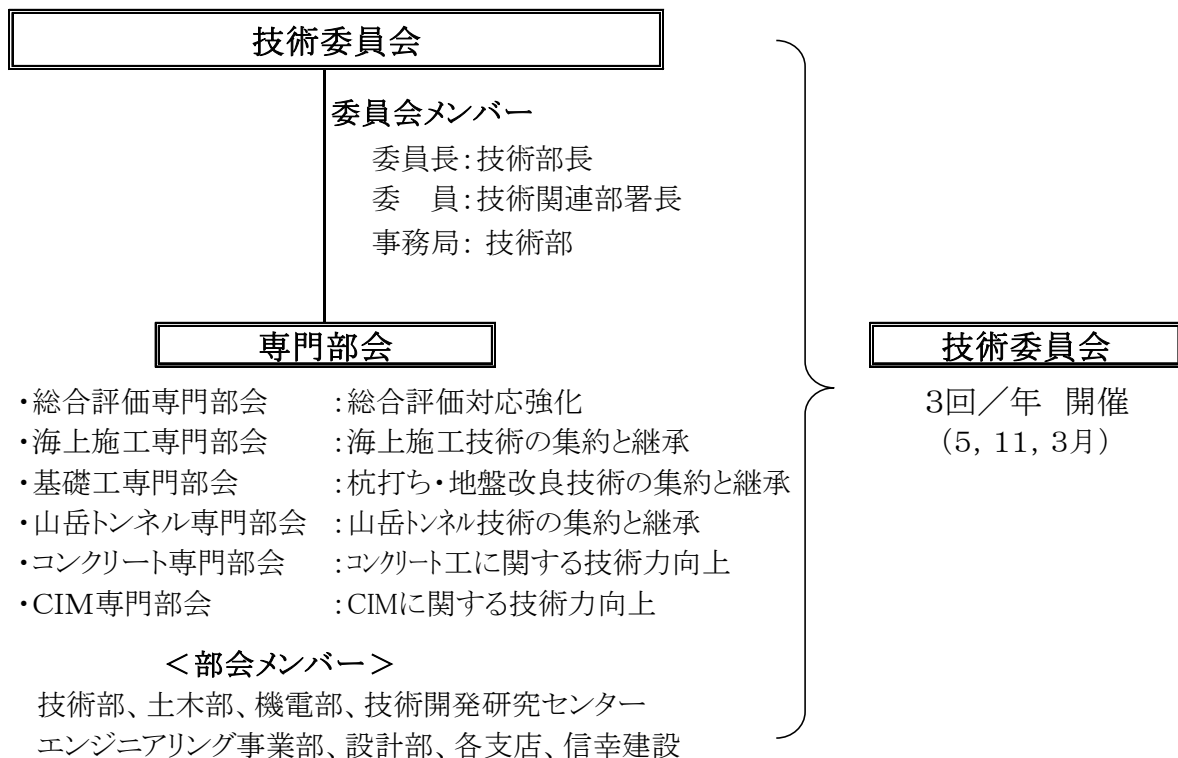 技術委員会
委員会メンバー
委員長：技術部長
委　員：技術関連部署長
事務局： 技術部
専門部会
・総合評価専門部会　　：総合評価対応強化
・海上施工専門部会　　：海上施工技術の集約と継承
・基礎工専門部会　　　：杭打ち・地盤改良技術の集約と継承
・山岳トンネル専門部会　：山岳ﾄﾝﾈﾙ技術の集約と継承
・コンクリート専門部会　　：ｺﾝｸﾘｰﾄ工に関する技術力向上
・CIM専門部会　　　　：CIMに関する技術力向上
＜部会メンバー＞
技術部、土木部、機電部、技術開発研究センター
エンジニアリング事業部、設計部、各支店、信幸建設
技術委員会
3回／年　開催
（5，11，3月）